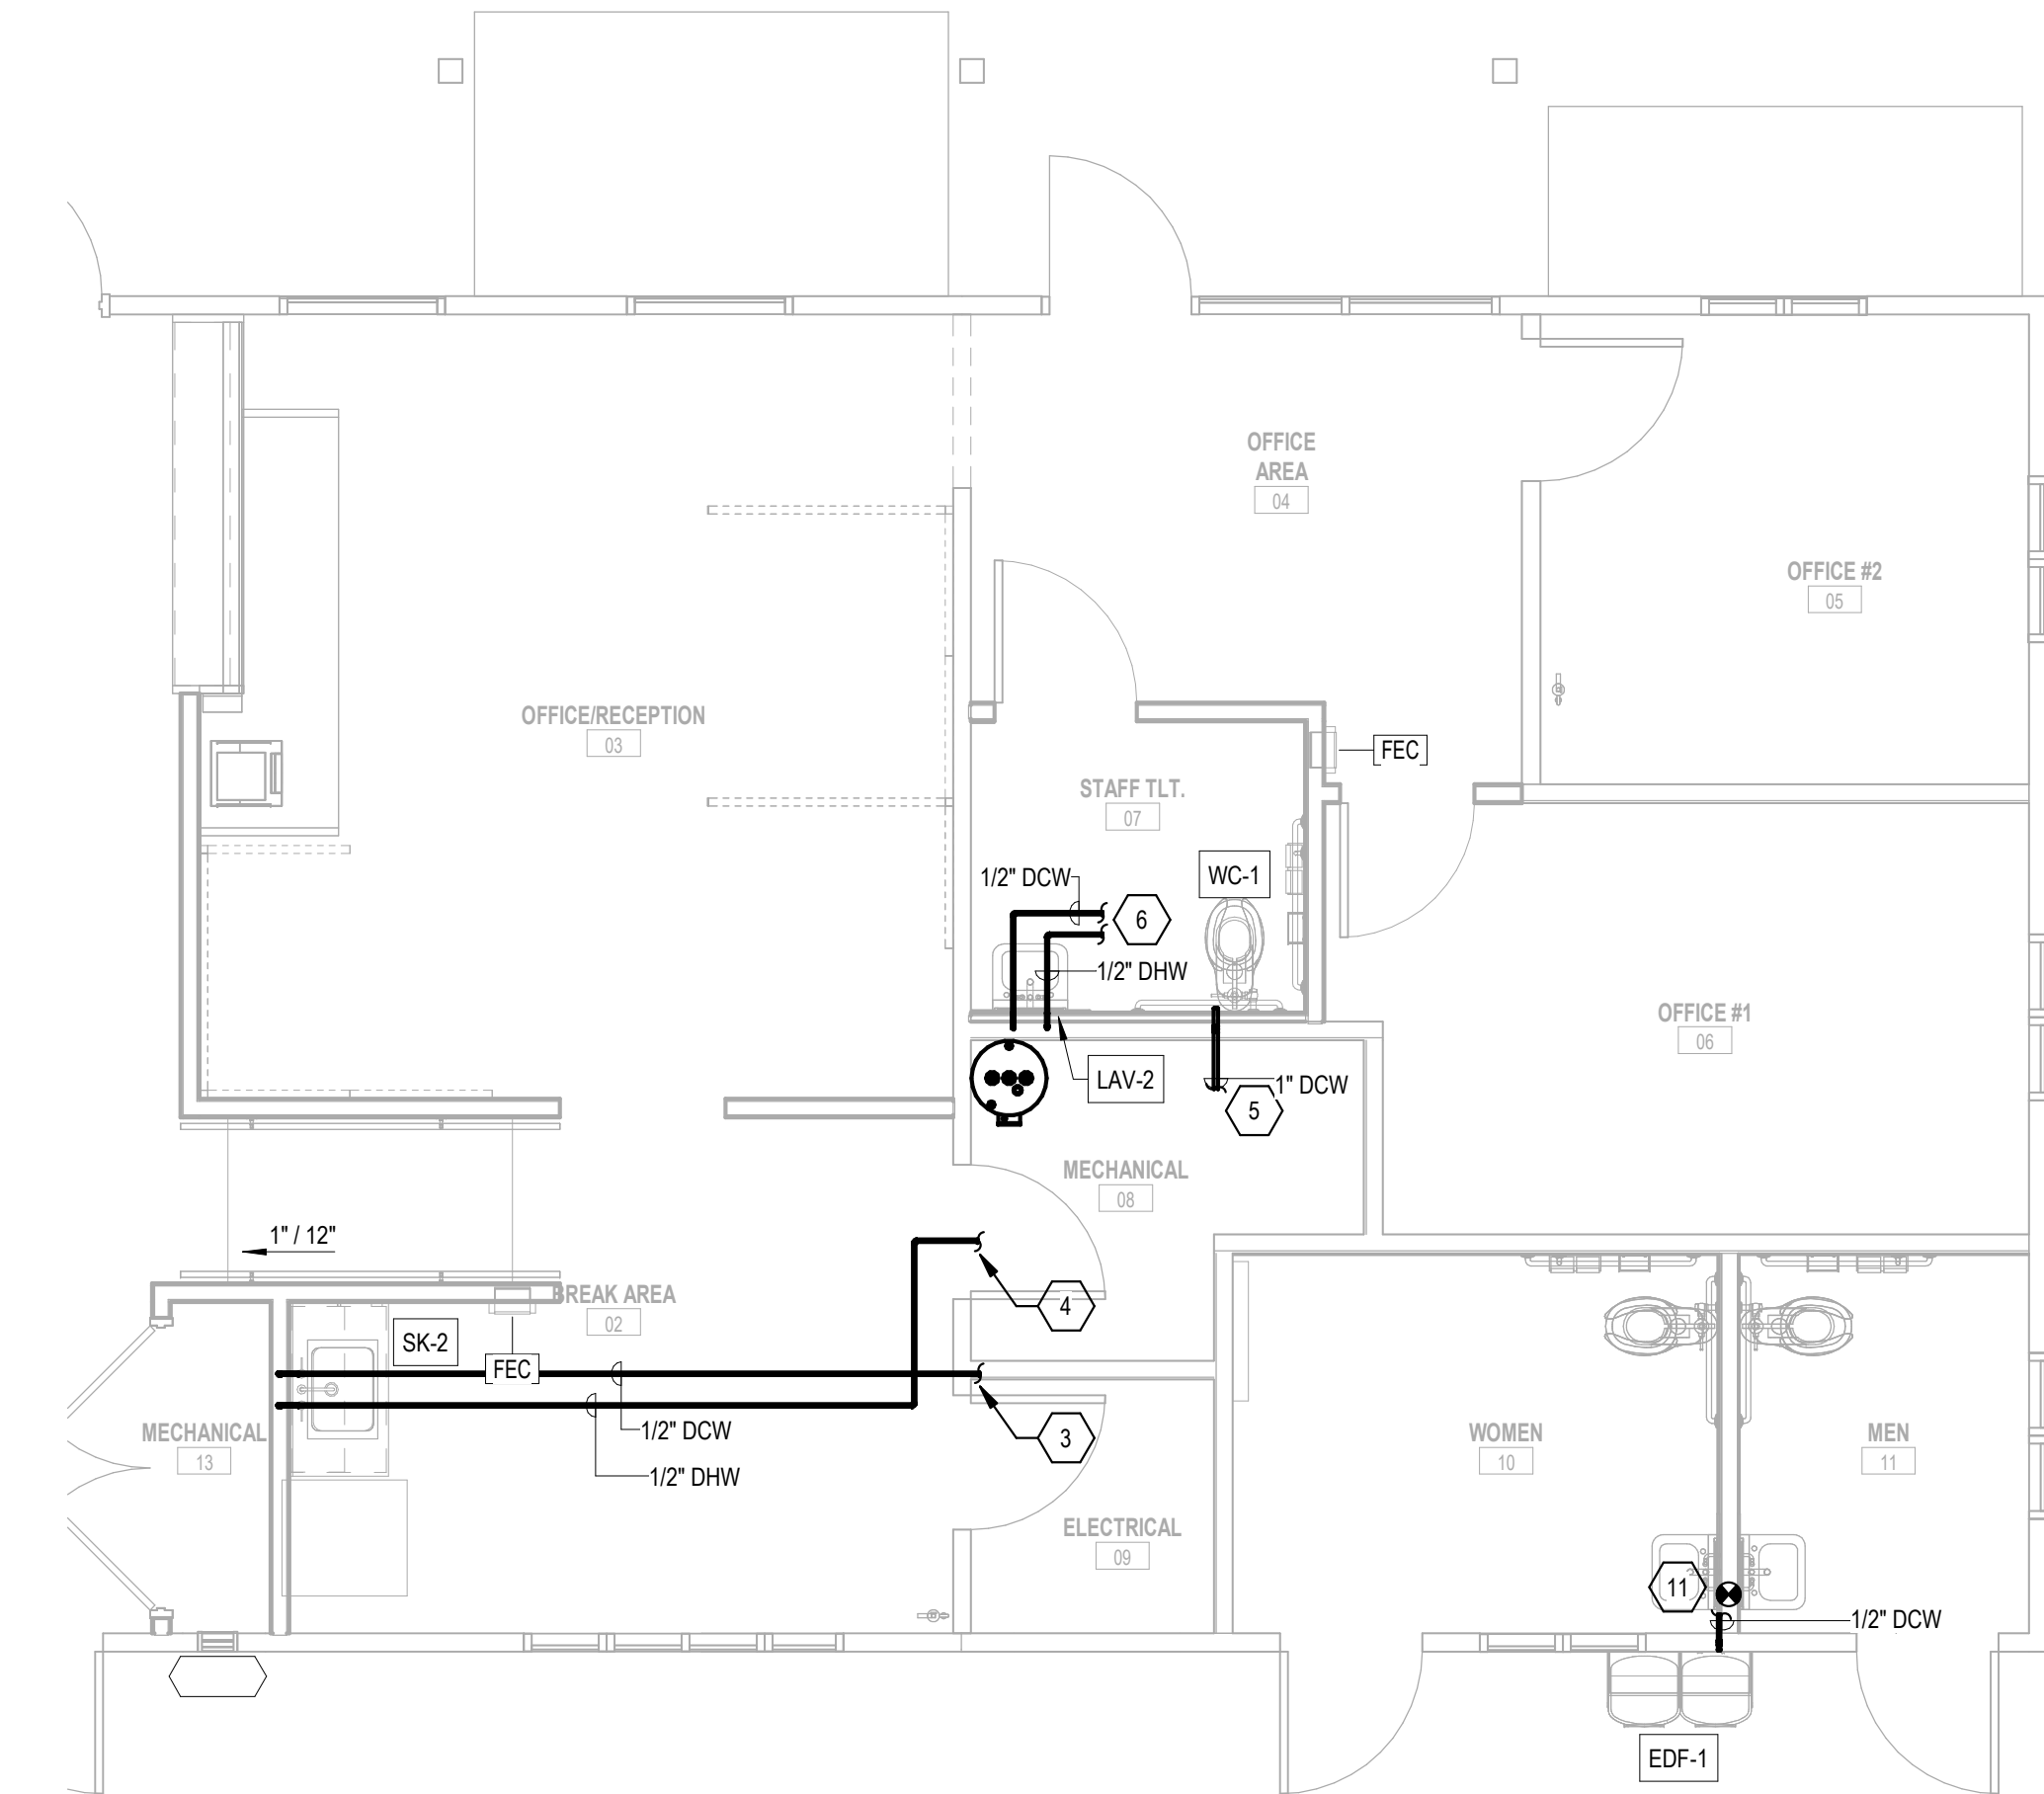 OFFICE
AREA
04
OFFICE #2
05
OFFICE/RECEPTION
03
FEC
STAFF TLT.
07
1/2" DCW
WC-1
6
1/2" DHW
OFFICE #1
06
LAV-2
1" DCW
5
MECHANICAL
08
1" / 12"
BREAK AREA
02
4
SK-2
FEC
1/2" DCW
3
1/2" DHW
MECHANICAL
13
WOMEN
10
MEN
11
ELECTRICAL
09
11
1/2" DCW
EDF-1